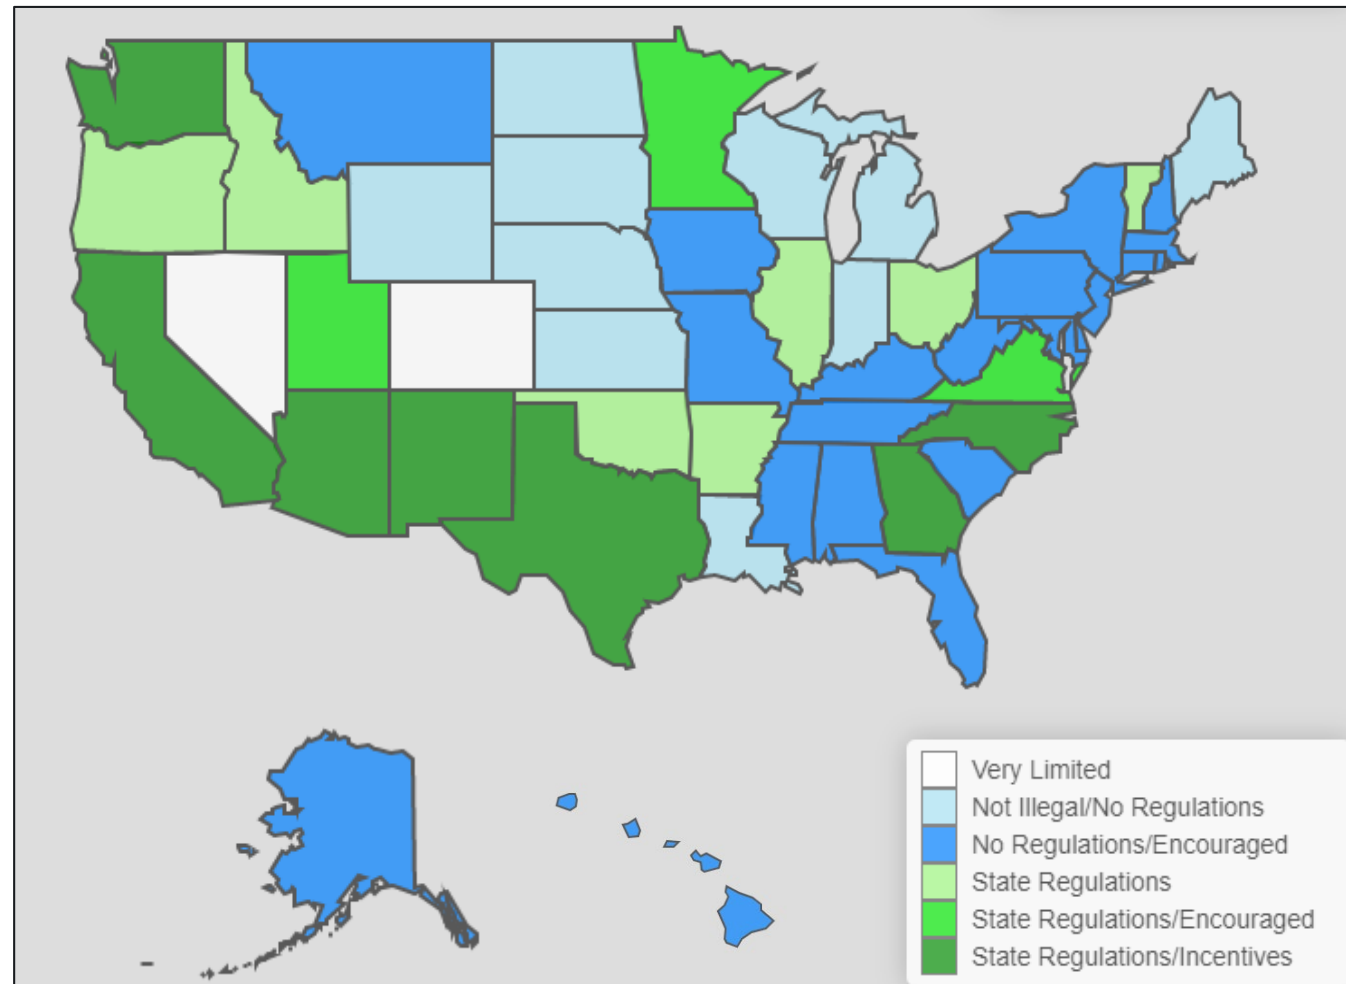 Very Limited
Not Illegal/No Regulations
No Regulations/Encouraged
State Regulations
State Regulations/Encouraged
State Regulations/Incentives